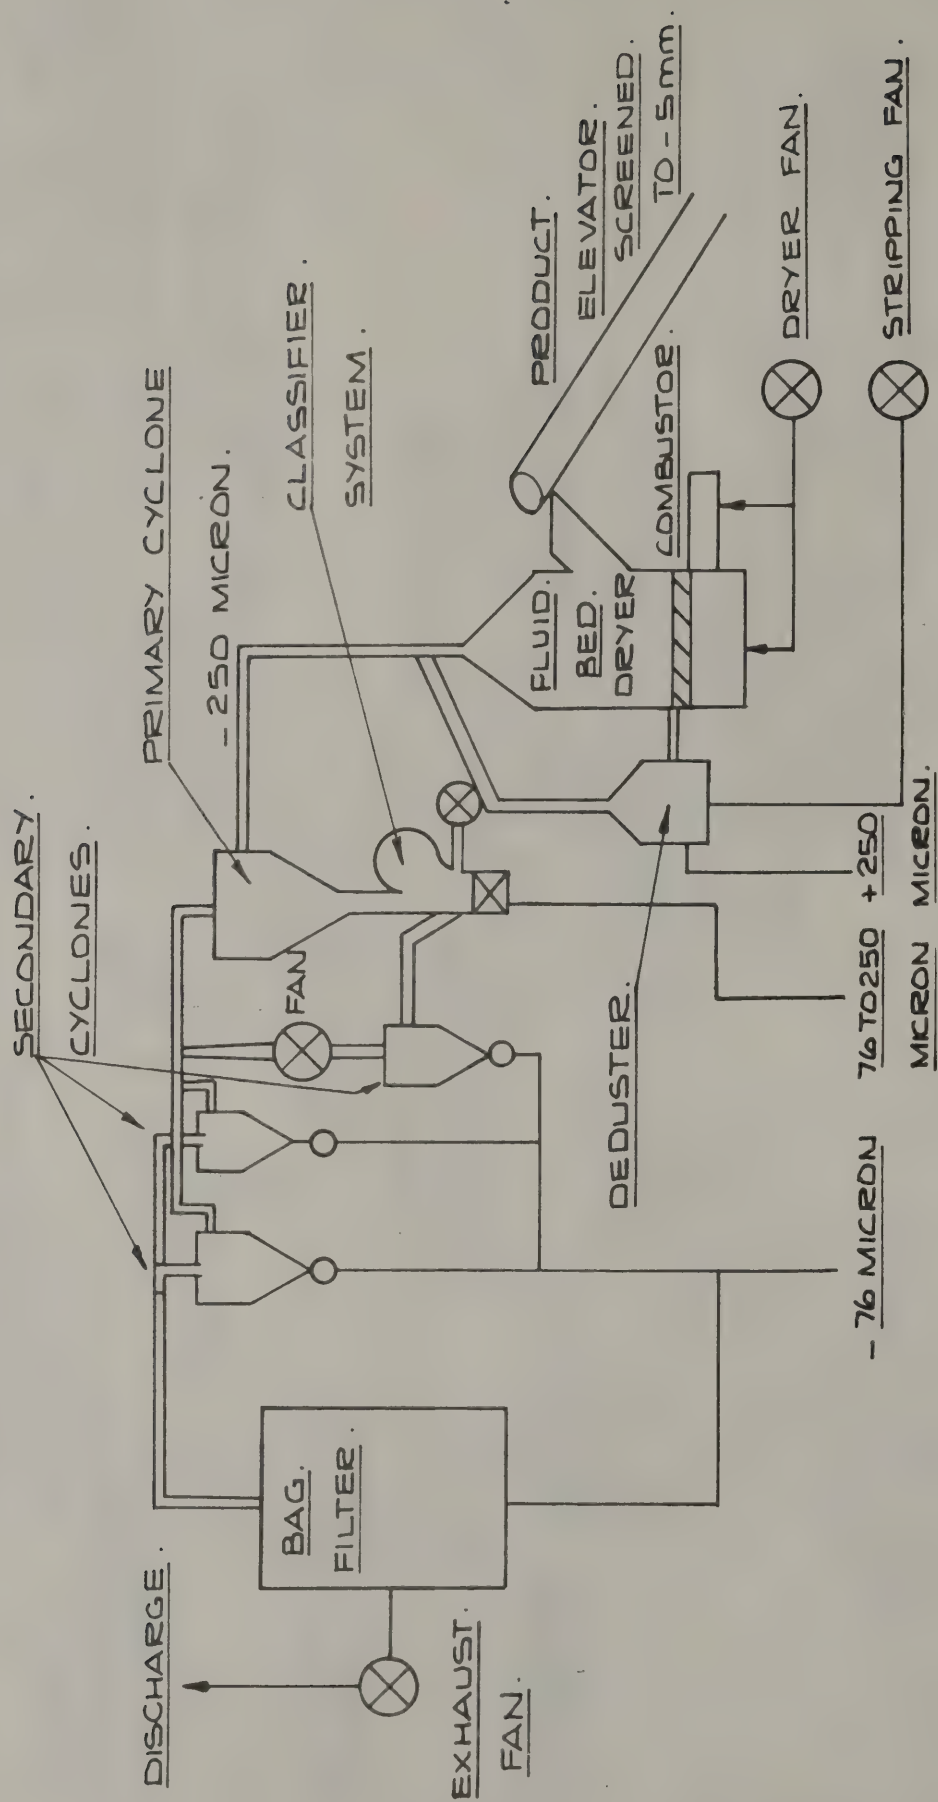 SECONDARY.
CYCLONES.
PRIMARY CYCLONE
- 250 MICRON.
CLASSIFIER.
SYSTEM.
PRODUCT.
ELEVATOR.
SCREENED.
TO - 5mm.
DISCHARGE.
BAG.
FILTER.
EXHAUST.
FAN.
FAN
FLUID.
BED.
DRYER
COMBUSTOR.
DRYER FAN.
STRIPPING FAN.
DEDUSTER.
- 76 MICRON
76 TO 250
MICRON
+ 250
MICRON.